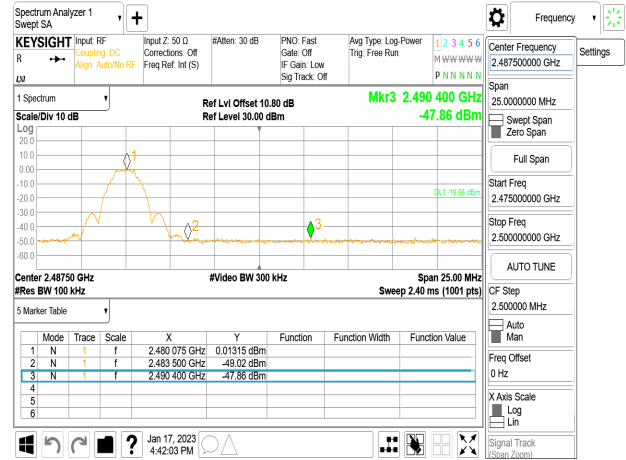 Spectrum Analyzer 1
Swept SA
Frequency
KEYSIGHT
R
Input: RF
Coupling: DC
Align: Auto/No RF
Input Z: 50 Ω
Corrections: Off
Freq Ref: Int (S)
#Atten: 30 dB
PNO: Fast
Gate: Off
IF Gain: Low
Sig Track: Off
Avg Type: Log-Power
Trig: Free Run
1 2 3 4 5 6
M W W W W W
P N N N N N
1 Spectrum
Scale/Div 10 dB
Ref Lvl Offset 10.80 dB
Ref Level 30.00 dBm
Mkr3 2.490 400 GHz
-47.86 dBm
Log
20.0
10.0
0.00
-10.0
-20.0
-30.0
-40.0
-50.0
-60.0
1
2
3
DL1 -19.66 dBm
Center 2.48750 GHz
#Res BW 100 kHz
#Video BW 300 kHz
Span 25.00 MHz
Sweep 2.40 ms (1001 pts)
5 Marker Table
Mode Trace Scale X Y Function Function Width Function Value
1 N 1 f 2.480 075 GHz 0.01315 dBm
2 N 1 f 2.483 500 GHz -49.02 dBm
3 N 1 f 2.490 400 GHz -47.86 dBm
4
5
6
Jan 17, 2023
4:42:03 PM
Center Frequency
2.487500000 GHz
Settings
Span
25.0000000 MHz
Swept Span
Zero Span
Full Span
Start Freq
2.475000000 GHz
Stop Freq
2.500000000 GHz
AUTO TUNE
CF Step
2.500000 MHz
Auto
Man
Freq Offset
0 Hz
X Axis Scale
Log
Lin
Signal Track
(Span Zoom)